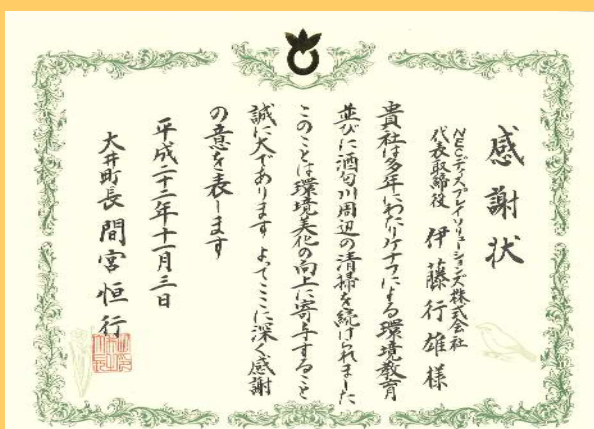 感謝状
NECディスプレイソリューションズ株式会社
代表取締役 伊藤行雄様
貴社は多年にわたりケナフによる環境教育
並びに酒匂川周辺の清掃を続けられました
このことは環境美化の向上に寄与すること
誠に大であります よってここに深く感謝
の意を表します
平成二十二年十一月三日
大井町長 間宮恒行